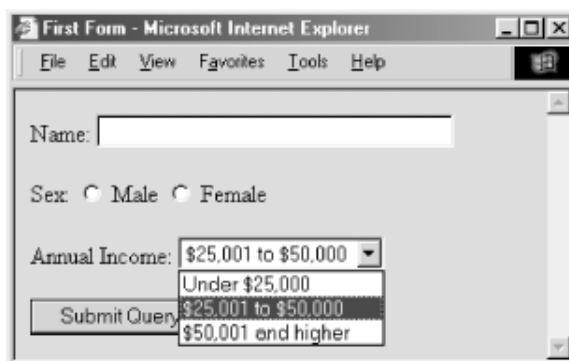 First Form - Microsoft Internet Explorer
File Edit View Favorites Tools Help
Name:
Sex: Male Female
Annual Income: $25,001 to $50,000
Under $25,000
$25,001 to $50,000
$50,001 and higher
Submit Query